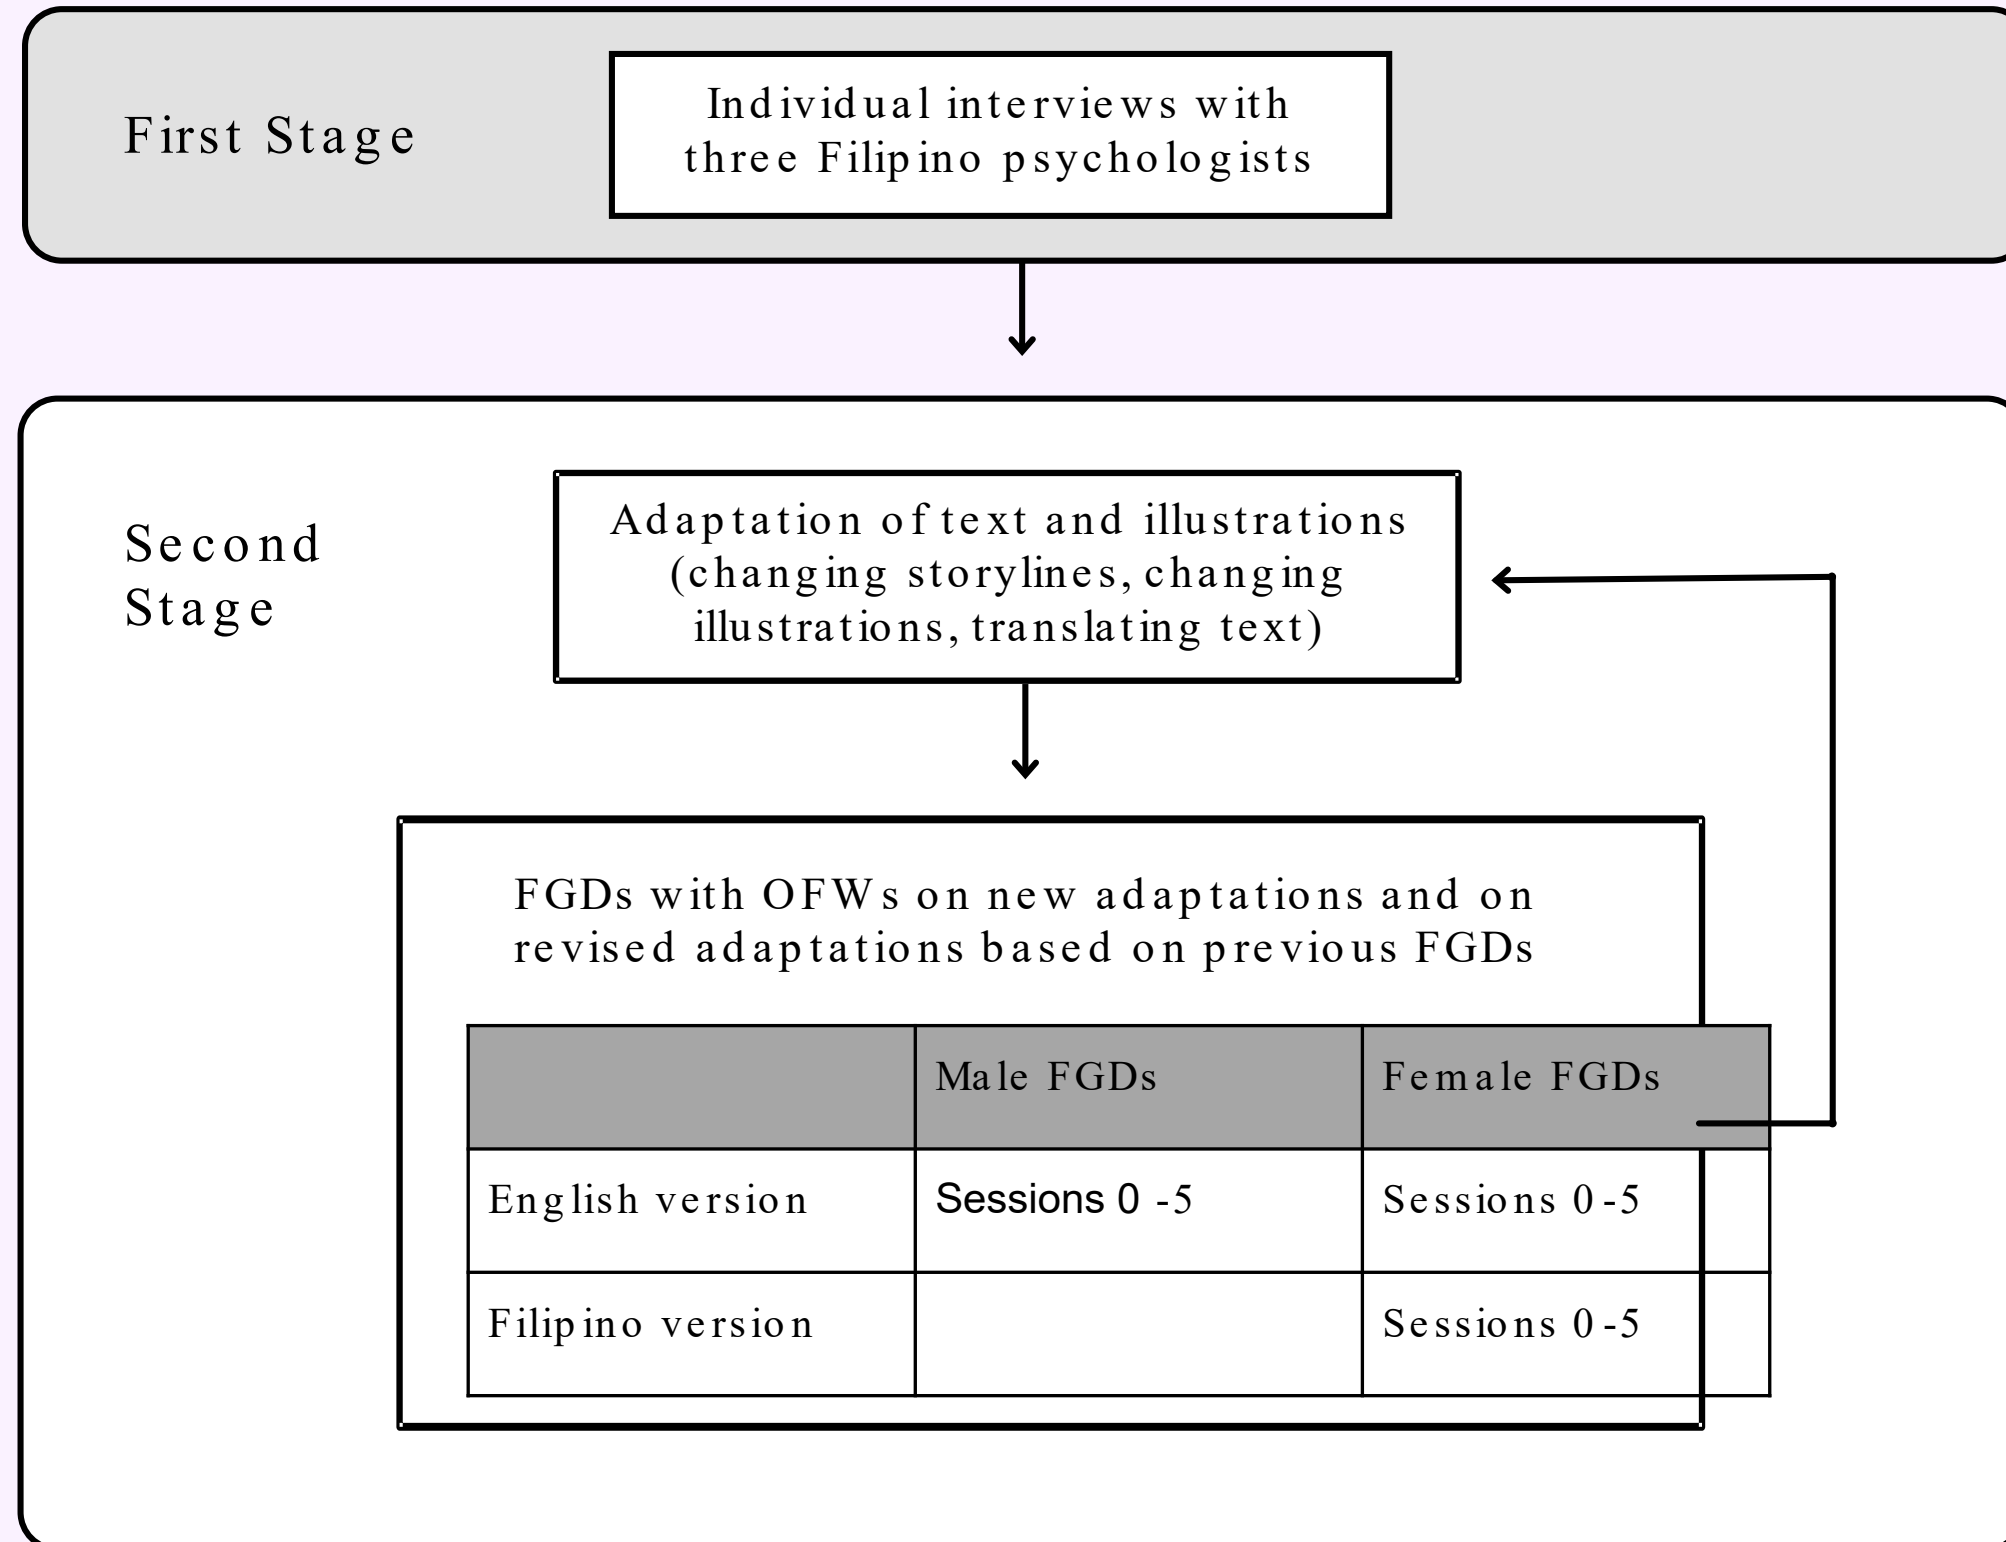 First Stage
Individual interviews with
three Filipino psychologists
Second
Stage
Adaptation of text and illustrations
(changing storylines, changing
illustrations, translating text)
FGDs with OFWs on new adaptations and on
revised adaptations based on previous FGDs
Male FGDs Female FGDs
English version Sessions 0 -5 Sessions 0-5
Filipino version Sessions 0-5